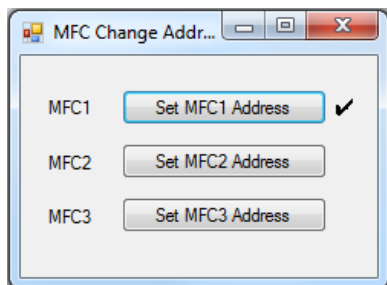 MFC Change Addr...
MFC1 Set MFC1 Address ✔
MFC2 Set MFC2 Address
MFC3 Set MFC3 Address